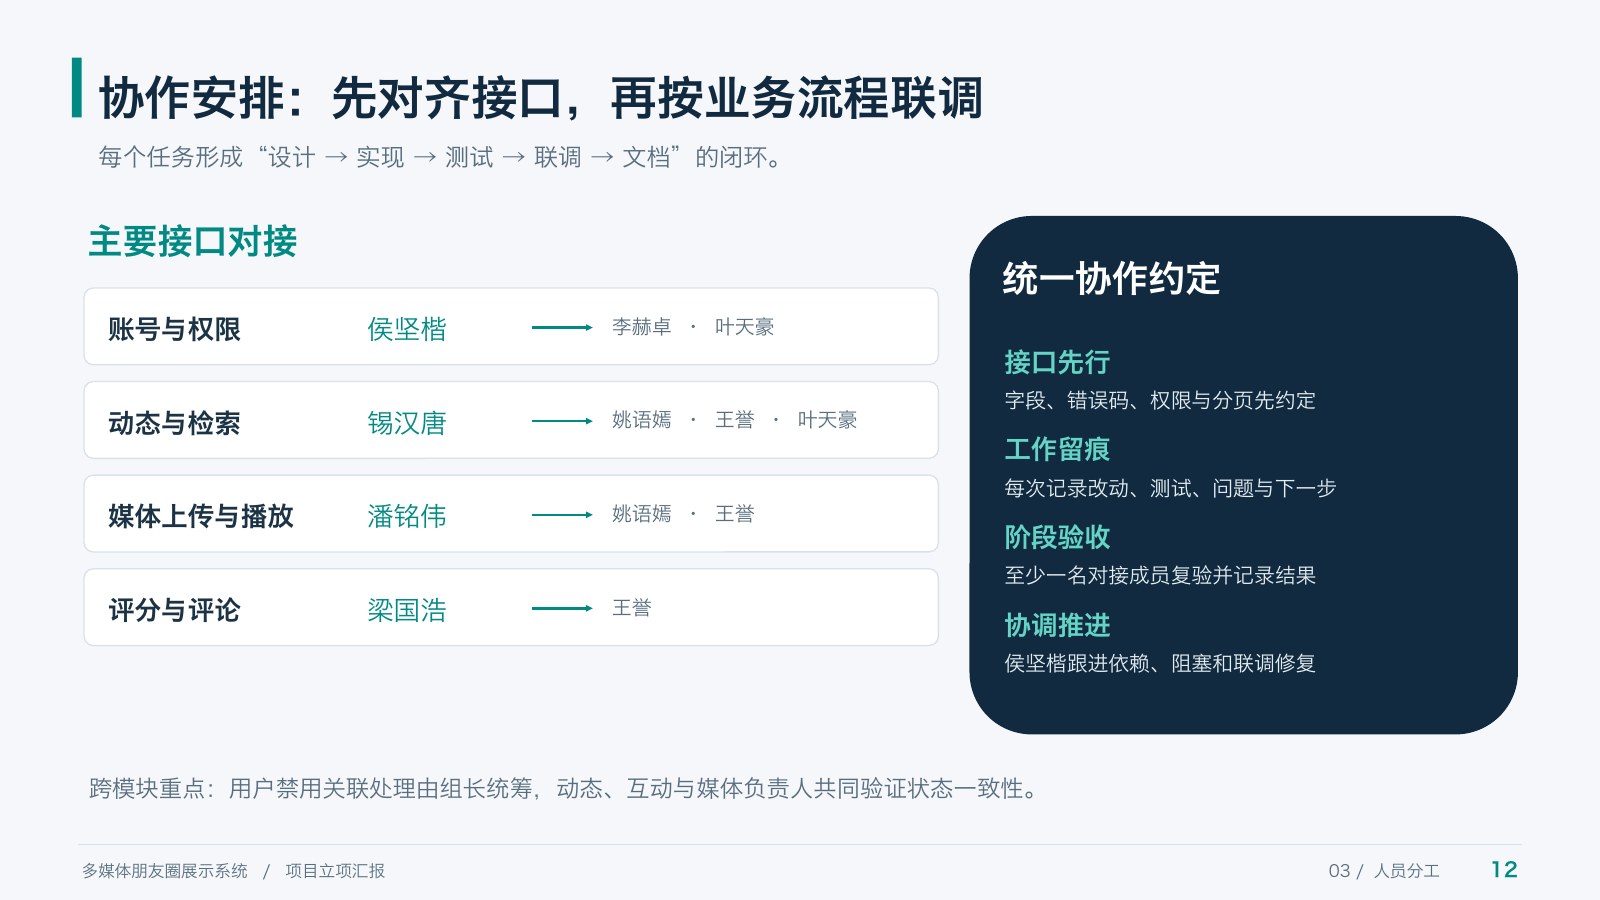 协作安排：先对齐接口，再按业务流程联调
每个任务形成“设计 → 实现 → 测试 → 联调 → 文档”的闭环。
主要接口对接
账号与权限 侯坚楷 李赫卓 · 叶天豪
动态与检索 锡汉唐 姚语嫣 · 王誉 · 叶天豪
媒体上传与播放 潘铭伟 姚语嫣 · 王誉
评分与评论 梁国浩 王誉
统一协作约定
接口先行
字段、错误码、权限与分页先约定
工作留痕
每次记录改动、测试、问题与下一步
阶段验收
至少一名对接成员复验并记录结果
协调推进
侯坚楷跟进依赖、阻塞和联调修复
跨模块重点：用户禁用关联处理由组长统筹，动态、互动与媒体负责人共同验证状态一致性。
多媒体朋友圈展示系统 / 项目立项汇报
03 / 人员分工 12